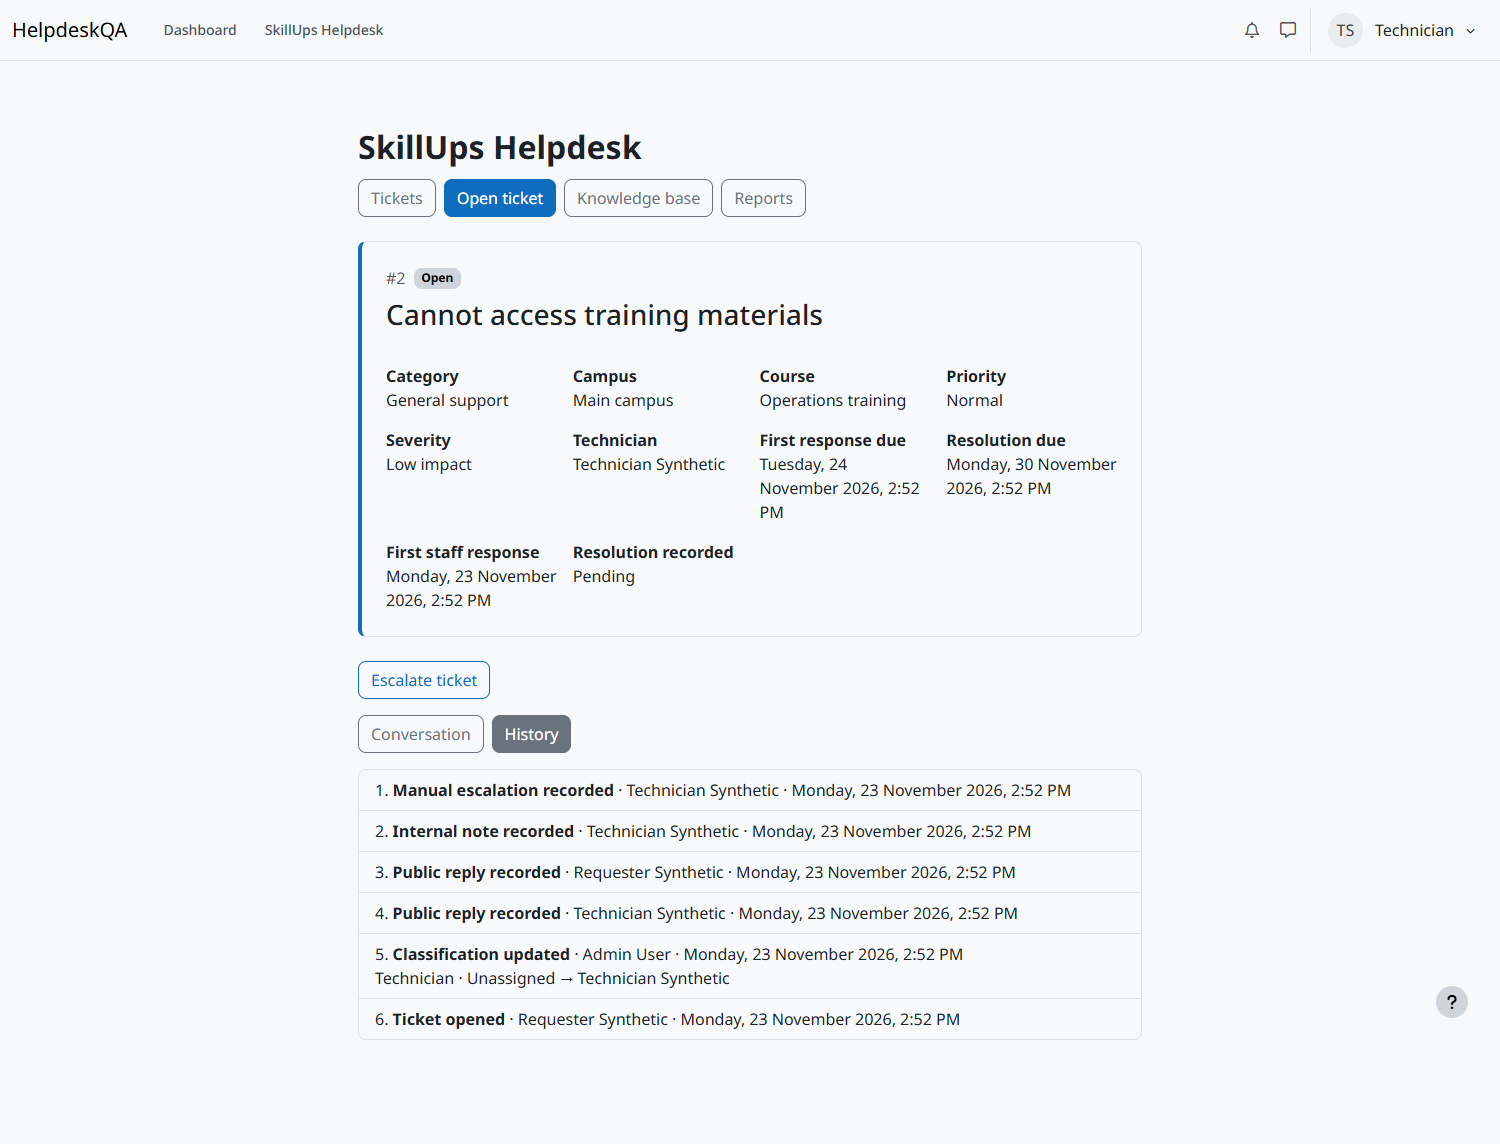 HelpdeskQA Dashboard SkillUps Helpdesk TS Technician
SkillUps Helpdesk
Tickets Open ticket Knowledge base Reports
#2 Open
Cannot access training materials
Category Campus Course Priority
General support Main campus Operations training Normal
Severity Technician First response due Resolution due
Low impact Technician Synthetic Tuesday, 24 Monday, 30 November
November 2026, 2:52 2026, 2:52 PM
PM
First staff response Resolution recorded
Monday, 23 November Pending
2026, 2:52 PM
Escalate ticket
Conversation History
1. Manual escalation recorded · Technician Synthetic · Monday, 23 November 2026, 2:52 PM
2. Internal note recorded · Technician Synthetic · Monday, 23 November 2026, 2:52 PM
3. Public reply recorded · Requester Synthetic · Monday, 23 November 2026, 2:52 PM
4. Public reply recorded · Technician Synthetic · Monday, 23 November 2026, 2:52 PM
5. Classification updated · Admin User · Monday, 23 November 2026, 2:52 PM
Technician · Unassigned → Technician Synthetic
?
6. Ticket opened · Requester Synthetic · Monday, 23 November 2026, 2:52 PM